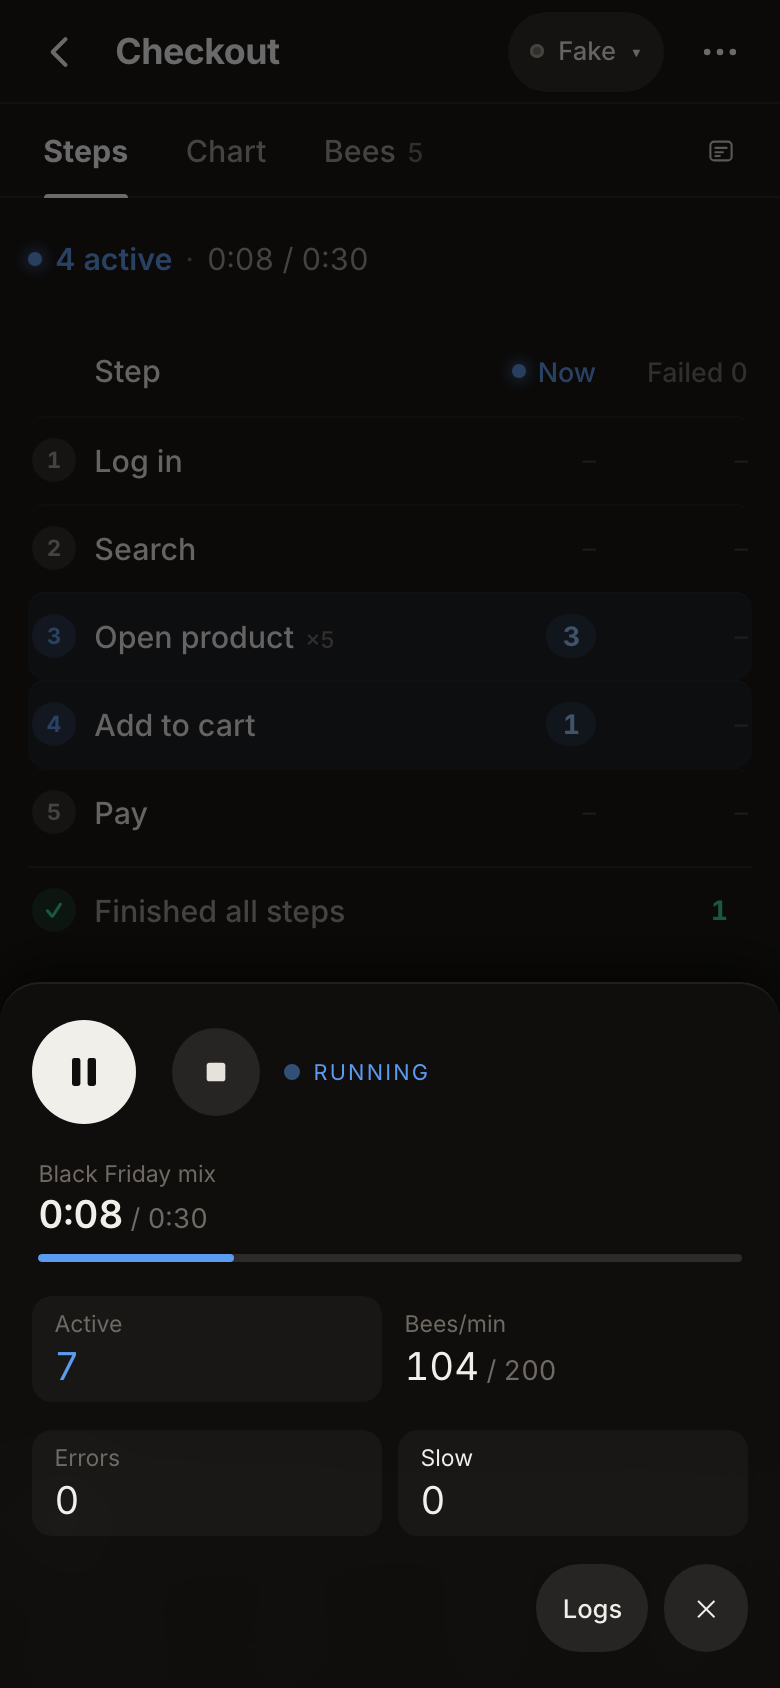 Checkout
Fake ▾
Steps Chart Bees 5
4 active · 0:08 / 0:30
Step Now Failed 0
1 Log in – –
2 Search – –
3 Open product ×5 3 –
4 Add to cart 1 –
5 Pay – –
Finished all steps 1
RUNNING
Black Friday mix
0:08 / 0:30
Active Bees/min
7 104 / 200
Errors Slow
0 0
Logs